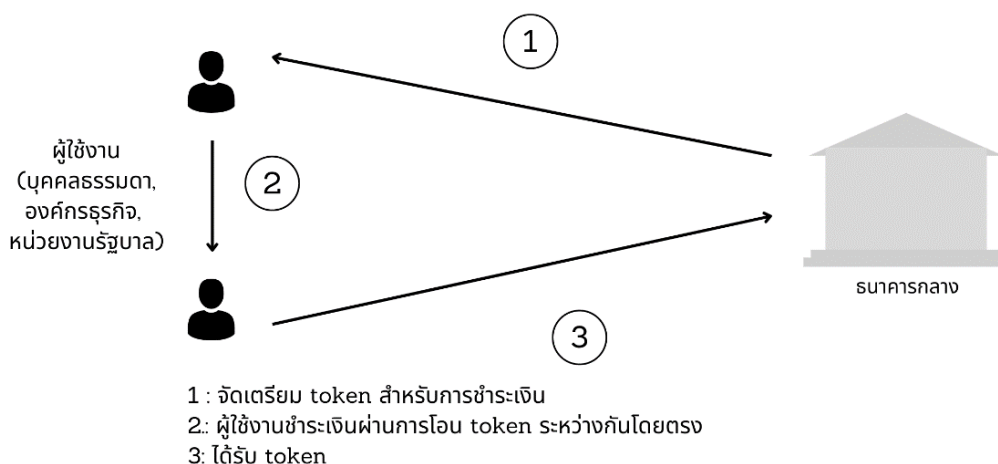 1
ผู้ใช้งาน
(บุคคลธรรมดา,
องค์กรธุรกิจ,
หน่วยงานรัฐบาล)
2
ธนาคารกลาง
3
1 : จัดเตรียม token สำหรับการชำระเงิน
2.: ผู้ใช้งานชำระเงินผ่านการโอน token ระหว่างกันโดยตรง
3: ได้รับ token